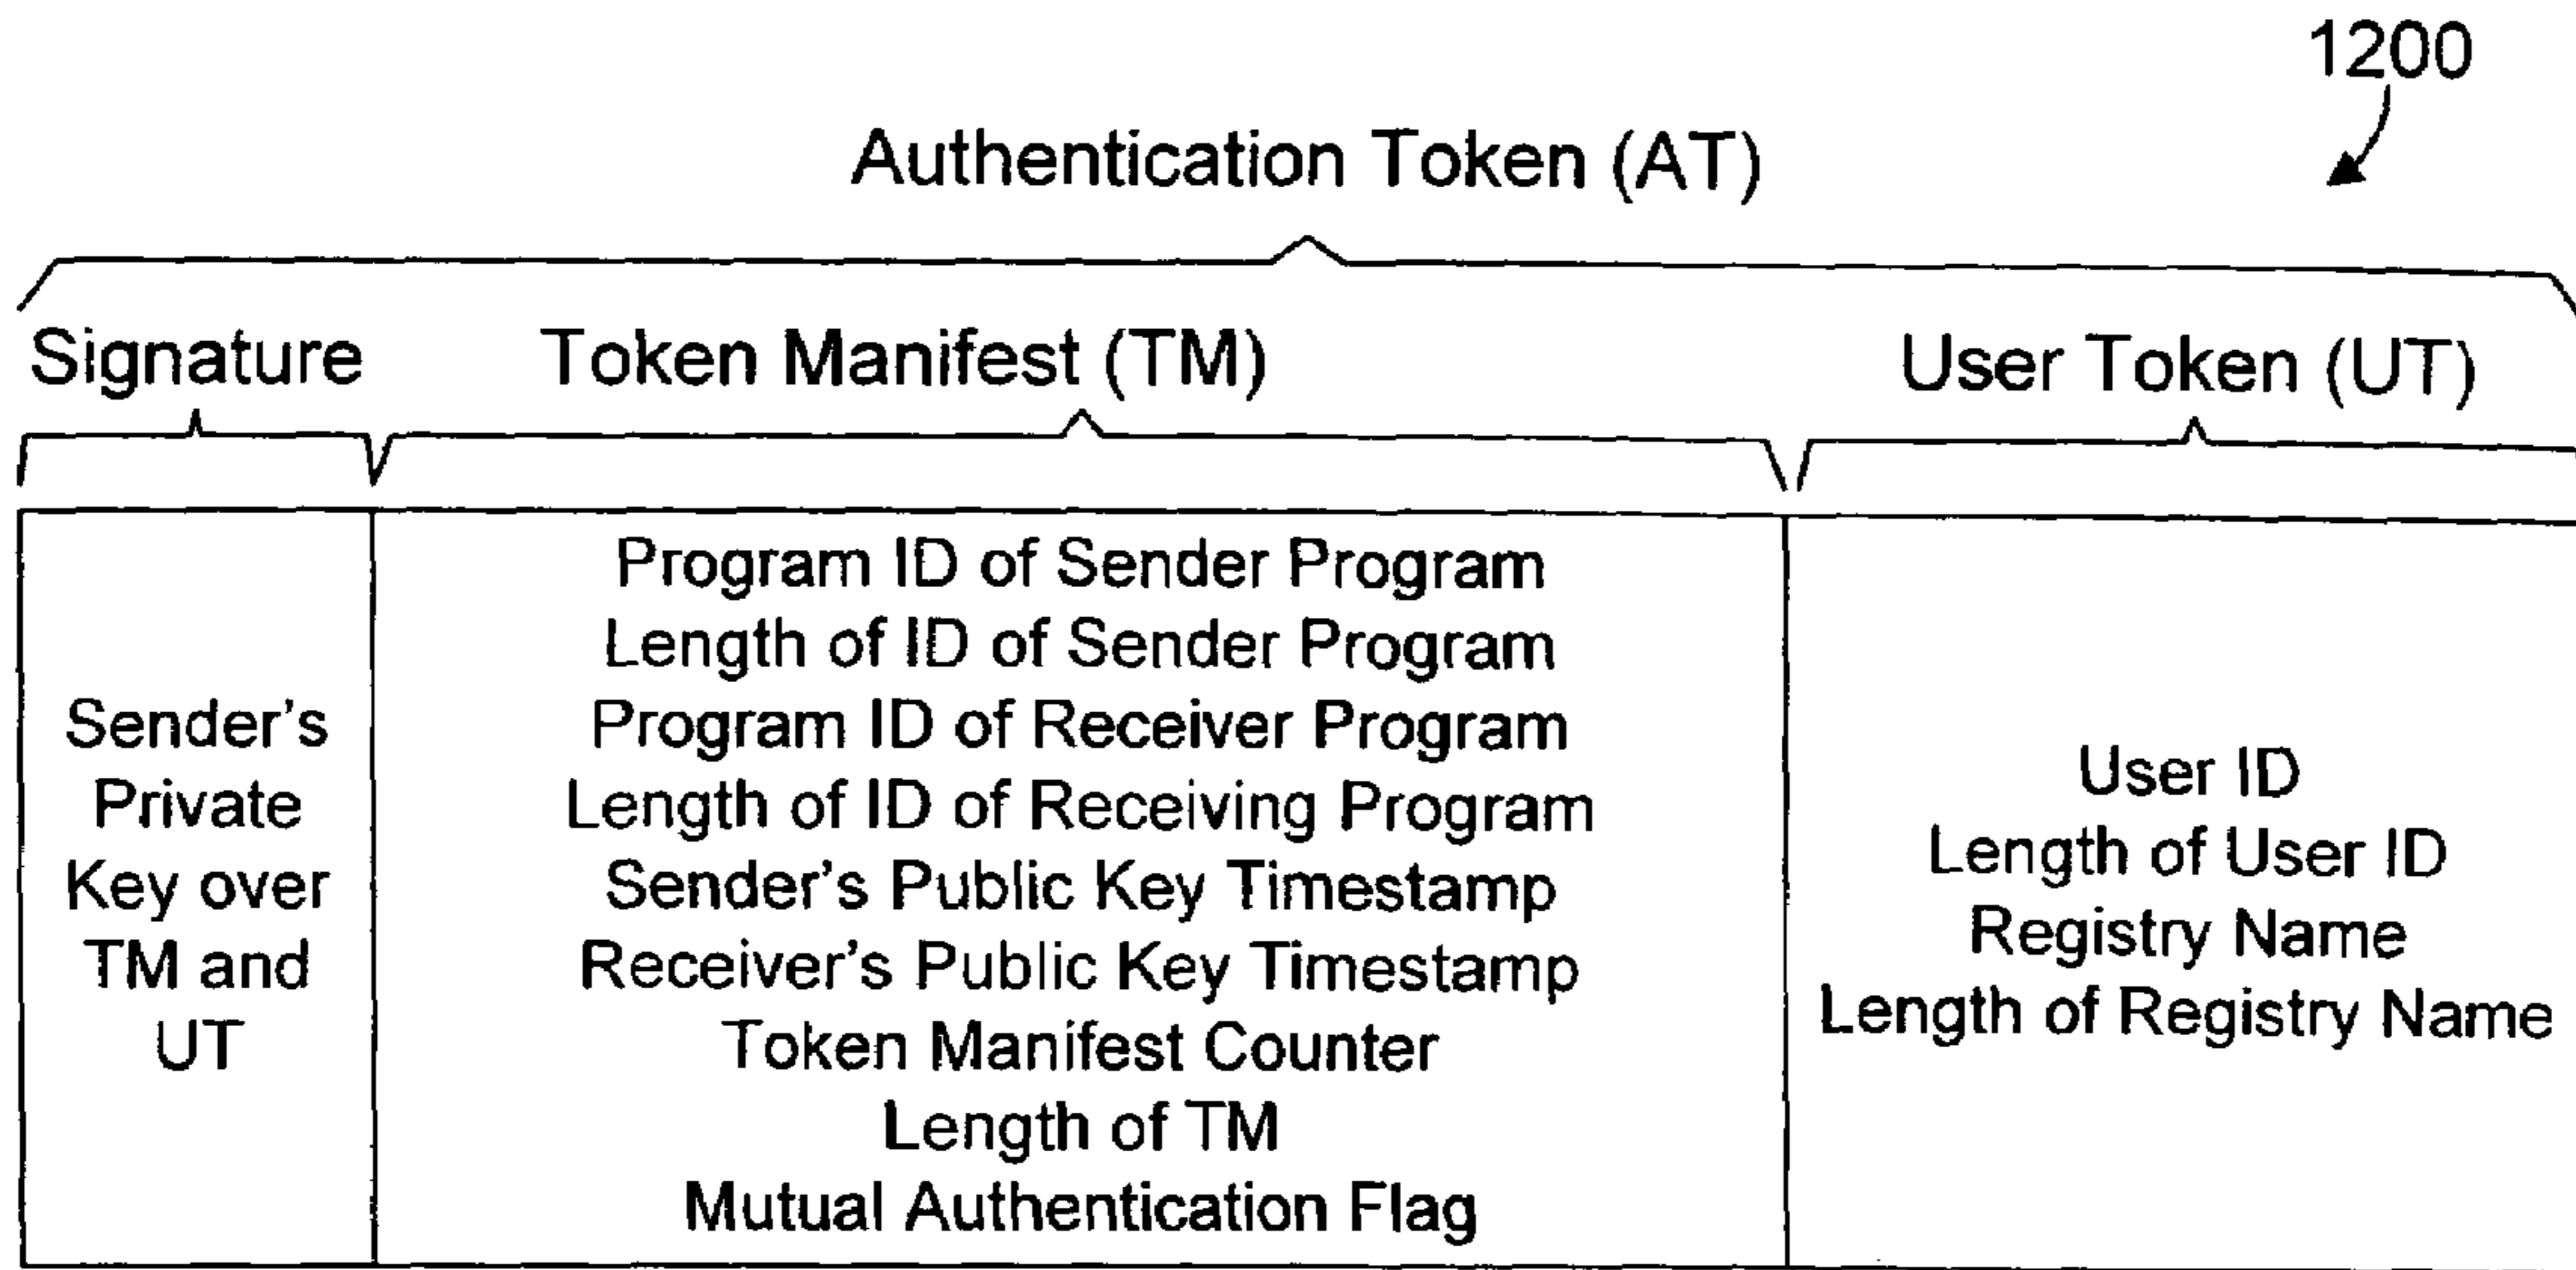 1200
Authentication Token (AT)
Signature
Token Manifest (TM)
User Token (UT)
Sender's
Private
Key over
TM and
UT
Program ID of Sender Program
Length of ID of Sender Program
Program ID of Receiver Program
Length of ID of Receiving Program
Sender's Public Key Timestamp
Receiver's Public Key Timestamp
Token Manifest Counter
Length of TM
Mutual Authentication Flag
User ID
Length of User ID
Registry Name
Length of Registry Name